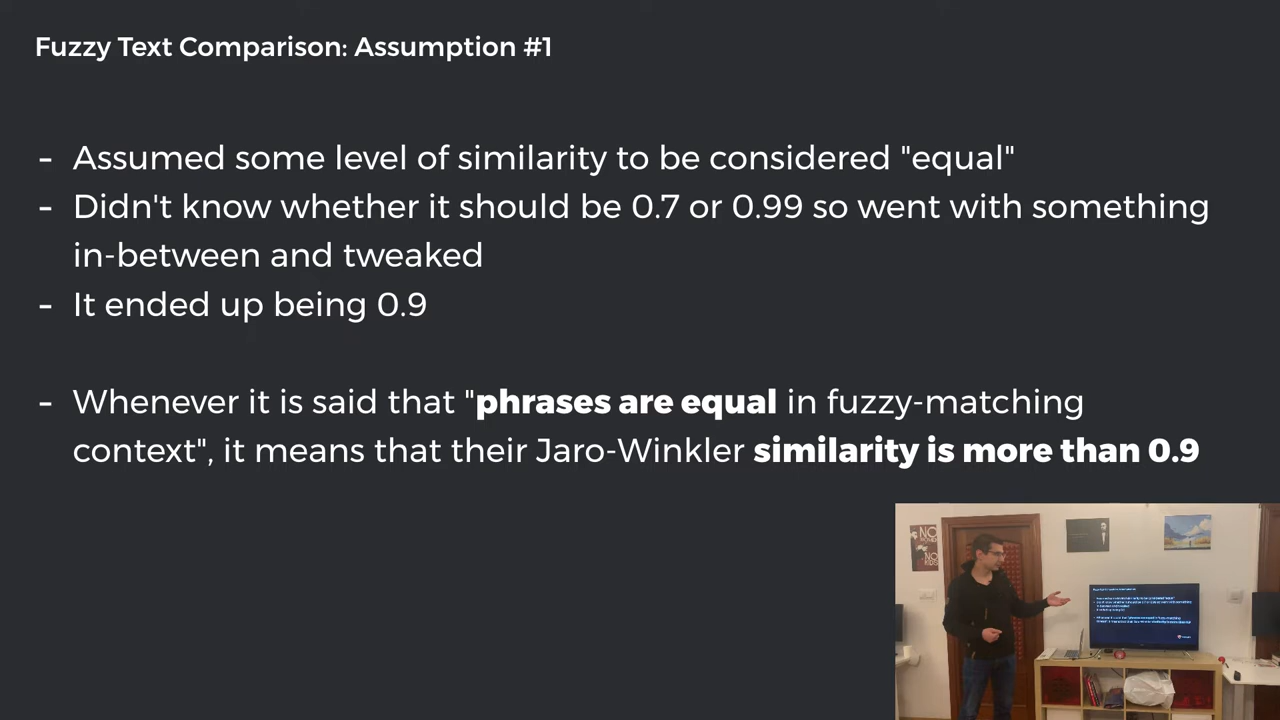 Fuzzy Text Comparison: Assumption #1
- Assumed some level of similarity to be considered "equal"
- Didn't know whether it should be 0.7 or 0.99 so went with something
in-between and tweaked
- It ended up being 0.9
- Whenever it is said that "phrases are equal in fuzzy-matching
context", it means that their Jaro-Winkler similarity is more than 0.9
NO
NO